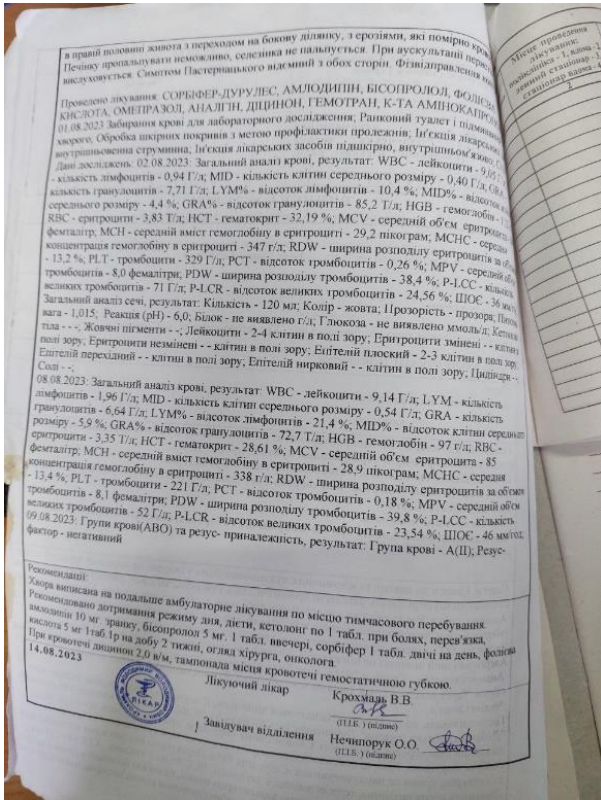 в правій половині живота з переходом на бокову ділянку, з ерозіями, які помірно
Печінку пропальпувати неможливо, селезінка не пальпується. При аускультації
вислуховується. Симптом Пастернацького відємний з обох сторін. Фізвідправлення
Проведено лікування: СОРБІФЕР-ДУРУЛЕС, АМЛОДИПІН, БІСОПРОЛОЛ, ФОЛІЄВА
КИСЛОТА, ОМЕПРАЗОЛ, АНАЛГІН, ДІЦИНОН, ГЕМОТРАН, К-ТА
01.08.2023 Забирання крові для лабораторного дослідження; Ранковий туалет і
хворого; Обробка шкірних покривів з метою профілактики пролежнів; Ін'єкція
внутрішньовенна струминна; Ін'єкція лікарських засобів підшкірно,
Дані досліджень: 02.08.2023: Загальний аналіз крові, результат: WBC - лейкоцити -
- кількість лімфоцитів - 0,94 Г/л; MID - кількість клітин середнього розміру - 0,40 Г/л;
кількість гранулоцитів - 7,71 Г/л; LYM% - відсоток лімфоцитів - 10,4 %; MID% -
середнього розміру - 4,4 %; GRA% - відсоток гранулоцитів - 85,2 Г/л; HGB - гемоглобін -
RBC - еритроцити - 3,83 Т/л; HCT - гематокрит - 32,19 %; MCV - середній об'єм
фемталітр; MCH - середній вміст гемоглобіну в еритроциті - 29,2 пікограм; MCHC -
концентрація гемоглобіну в еритроциті - 347 г/л; RDW - ширина розподілу еритроцитів за
- 13,2 %; PLT - тромбоцити - 329 Г/л; PCT - відсоток тромбоцитів - 0,26 %; MPV - середній
тромбоцитів - 8,0 фемалітри; PDW - ширина розподілу тромбоцитів - 38,4 %; P-LCC -
великих тромбоцитів - 71 Г/л; P-LCR - відсоток великих тромбоцитів - 24,56 %; ШОЕ - 36
Загальний аналіз сечі, результат: Кількість - 120 мл; Колір - жовта; Прозорість - прозора;
вага - 1,015; Реакція (pH) - 6,0; Білок - не виявлено г/л; Глюкоза - не виявлено ммоль/л;
тіла - - -; Жовчні пігменти - -; Лейкоцити - 2-4 клітин в полі зору; Еритроцити змінені - -
полі зору; Еритроцити незмінені - - клітин в полі зору; Епітелій плоский - 2-3 клітин в полі
Епітелій перехідний - - клітин в полі зору; Епітелій нирковий - - клітин в полі зору;
Солі - -;
08.08.2023: Загальний аналіз крові, результат: WBC - лейкоцити - 9,14 Г/л; LYM - кількість
лімфоцитів - 1,96 Г/л; MID - кількість клітин середнього розміру - 0,54 Г/л; GRA - кількість
гранулоцитів - 6,64 Г/л; LYM% - відсоток лімфоцитів - 21,4 %; MID% - відсоток клітин середнього
розміру - 5,9 %; GRA% - відсоток гранулоцитів - 72,7 Г/л; HGB - гемоглобін - 97 г/л; RBC -
еритроцити - 3,35 Т/л; HCT - гематокрит - 28,61 %; MCV - середній об'єм еритроцита - 85
фемталітр; MCH - середній вміст гемоглобіну в еритроциті - 28,9 пікограм; MCHC - середня
концентрація гемоглобіну в еритроциті - 338 г/л; RDW - ширина розподілу еритроцитів за об'ємом
- 13,4 %; PLT - тромбоцити - 221 Г/л; PCT - відсоток тромбоцитів - 0,18 %; MPV - середній об'єм
тромбоцитів - 8,1 фемалітри; PDW - ширина розподілу тромбоцитів - 39,8 %; P-LCC - кількість
великих тромбоцитів - 52 Г/л; P-LCR - відсоток великих тромбоцитів - 23,54 %; ШОЕ - 46 мм/год;
09.08.2023: Групи крові(АВО) та резус- приналежність, результат: Група крові - А(ІІ); Резус-
фактор - негативний
Рекомендації:
Хвора виписана на подальше амбулаторне лікування по місцю тимчасового перебування.
Рекомендовано дотримання режиму дня, дієти, кетолонг по 1 табл. при болях, перев'язка,
амлодипін 10 мг. зранку, бісопролол 5 мг. 1 табл. ввечері, сорбіфер 1 табл. двічі на день, фолієва
кислота 5 мг 1таб.1р на добу 2 тижні, огляд хірурга, онколога.
При кровотечі дицинон 2,0 в/м, тампонада місця кровотечі гемостатичною губкою.
14.08.2023
Лікуючий лікар
Крохмаль В.В.
(П.І.Б. ) (підпис)
ЛІКАР
Завідувач відділення
Нечипорук О.О.
(П.І.Б. ) (підпис)
Місце проведення
лікування:
поліклініка - 1, вдома -
денний стаціонар -
стаціонар вдома -
2